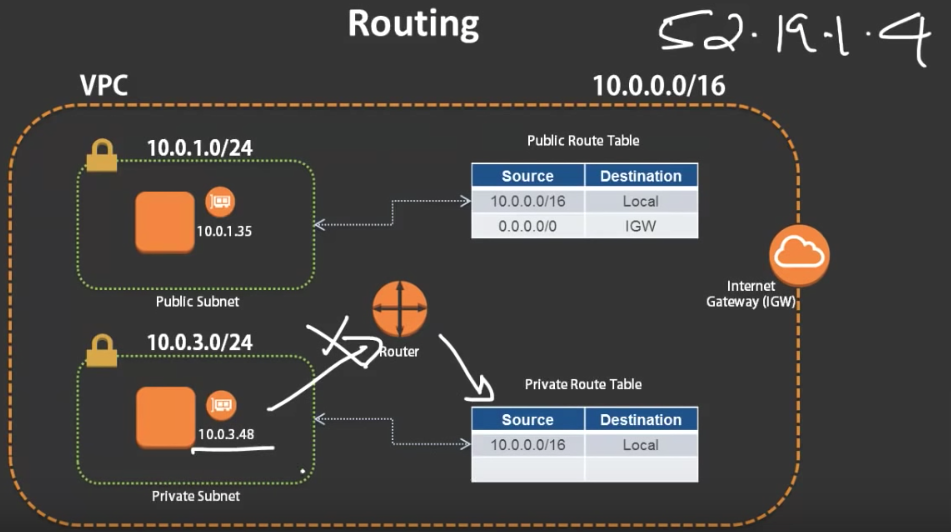 Routing
52.19.1.4
VPC
10.0.0.0/16
10.0.1.0/24
10.0.1.35
Public Subnet
Public Route Table
Source Destination
10.0.0.0/16 Local
0.0.0.0/0 IGW
Internet
Gateway (IGW)
Router
10.0.3.0/24
10.0.3.48
Private Subnet
Private Route Table
Source Destination
10.0.0.0/16 Local